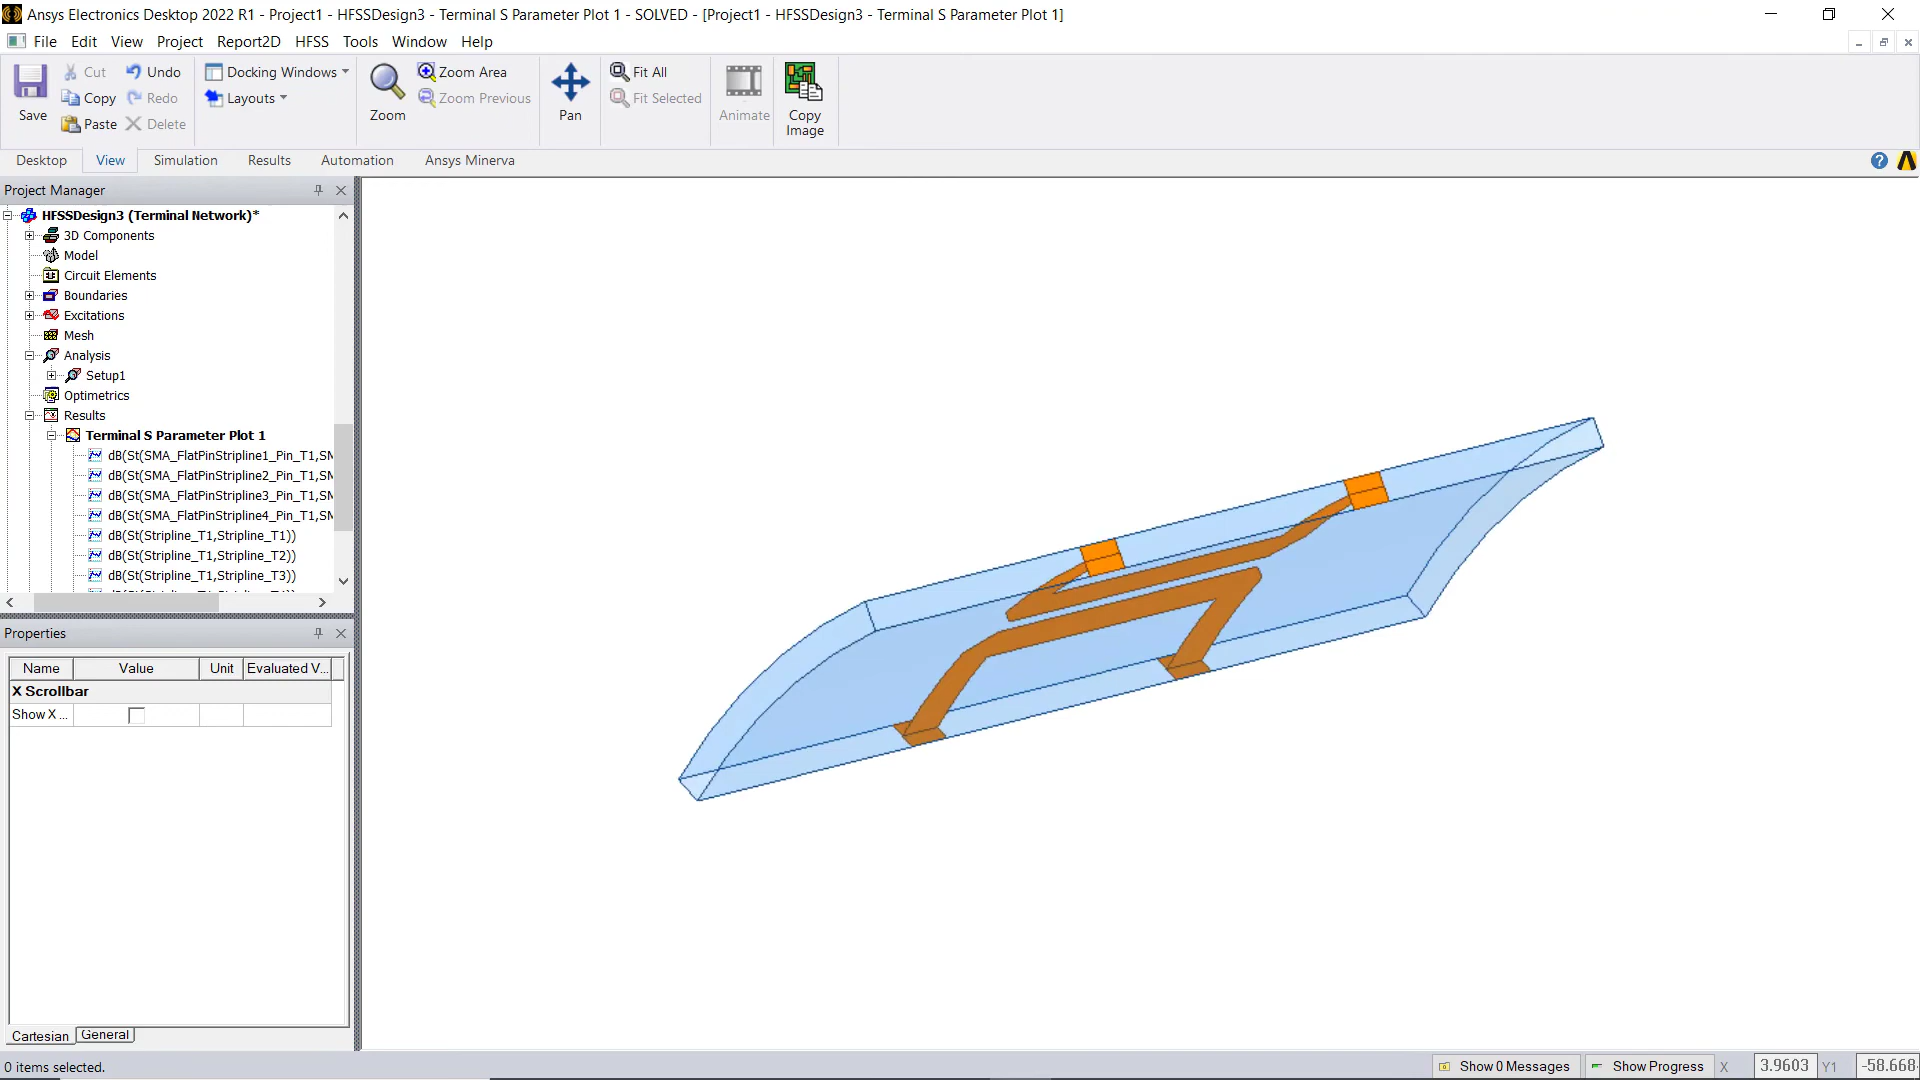 Ansys Electronics Desktop 2022 R1 - Project1 - HFSSDesign3 - Terminal S Parameter Plot 1 - SOLVED - [Project1 - HFSSDesign3 - Terminal S Parameter Plot 1]
File Edit View Project Report2D HFSS Tools Window Help
Save
Cut
Copy
Paste
Undo
Redo
Delete
Docking Windows
Layouts
Zoom
Zoom Area
Zoom Previous
Pan
Fit All
Fit Selected
Animate
Copy
Image
Desktop View Simulation Results Automation Ansys Minerva
Project Manager
HFSSDesign3 (Terminal Network)*
3D Components
Model
Circuit Elements
Boundaries
Excitations
Mesh
Analysis
Setup1
Optimetrics
Results
Terminal S Parameter Plot 1
dB(St(SMA_FlatPinStripline1_Pin_T1,SM
dB(St(SMA_FlatPinStripline2_Pin_T1,SM
dB(St(SMA_FlatPinStripline3_Pin_T1,SM
dB(St(SMA_FlatPinStripline4_Pin_T1,SM
dB(St(Stripline_T1,Stripline_T1))
dB(St(Stripline_T1,Stripline_T2))
dB(St(Stripline_T1,Stripline_T3))
Properties
Name Value Unit Evaluated V...
X Scrollbar
Show X ...
Cartesian General
0 items selected.
Show 0 Messages Show Progress X 3.9603 Y1 -58.668